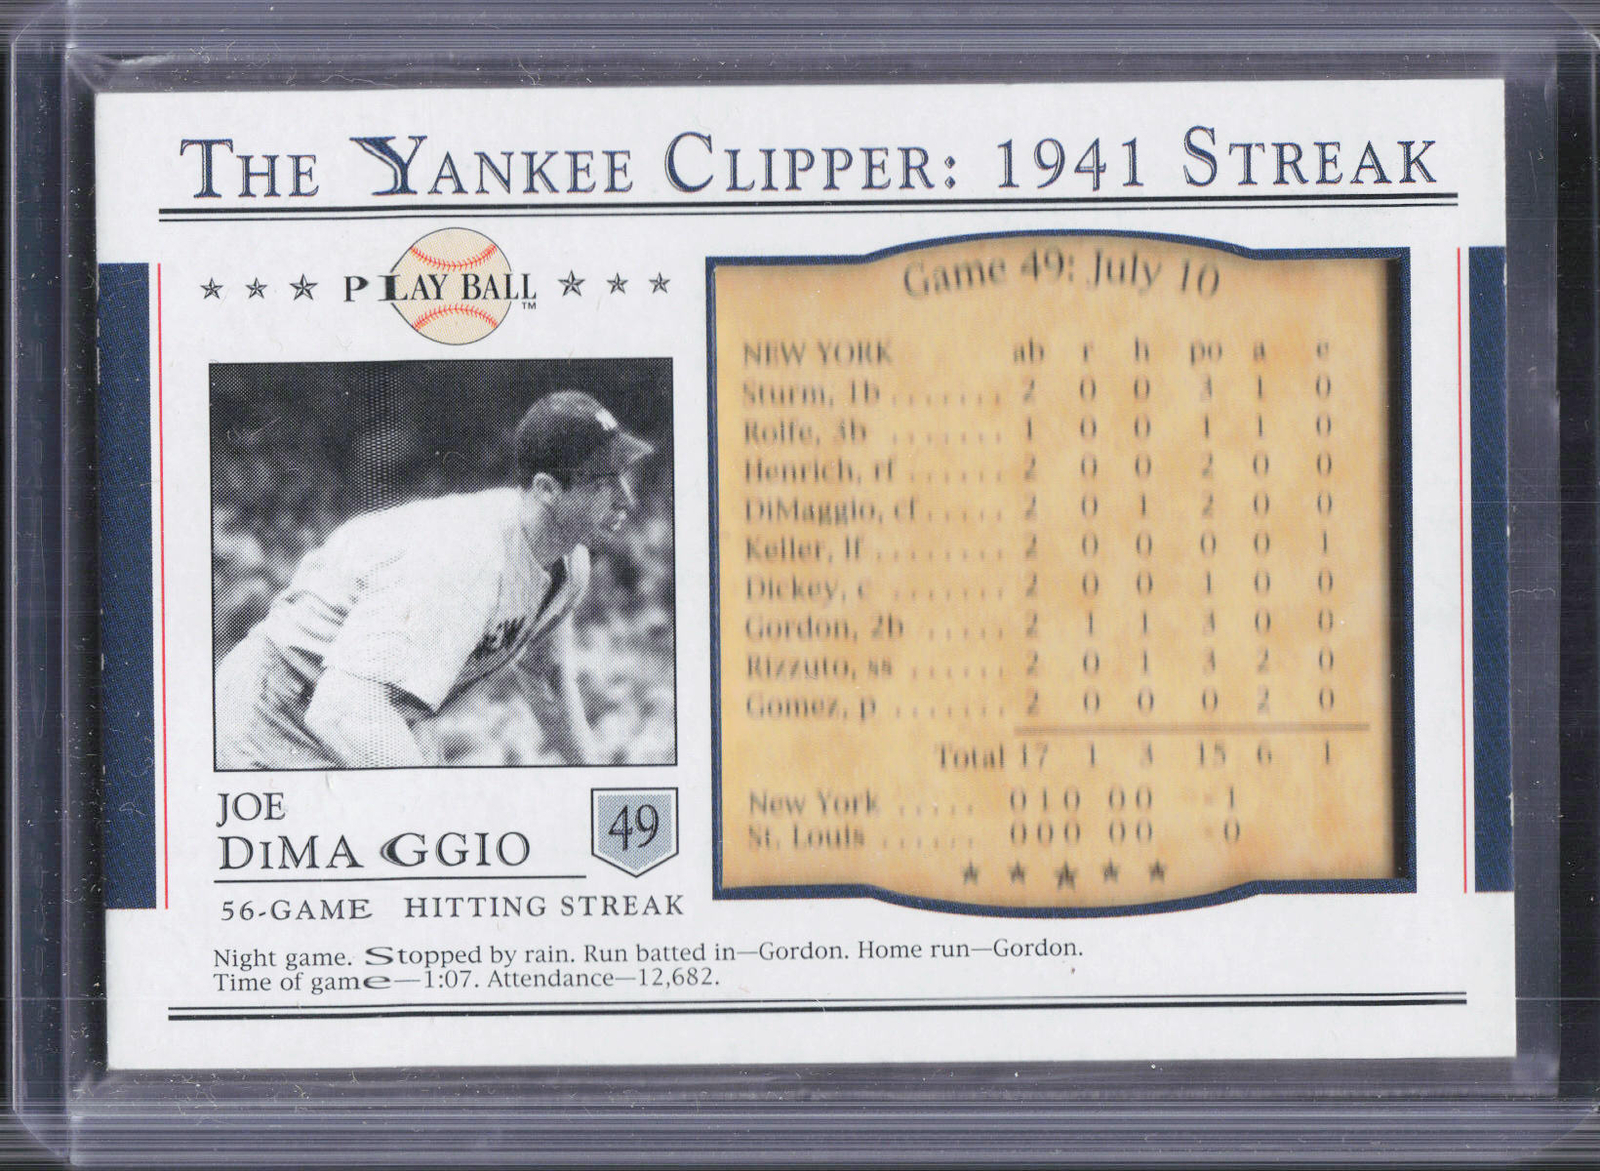 THE YANKEE CLIPPER: 1941 STREAK
PLAY BALL™
JOE
DIMAGGIO
49
56-GAME HITTING STREAK
Game 49: July 10
NEW YORK ab r h po a e
Sturm, 1b ....... 2 0 0 3 1 0
Rolfe, 3b ....... 1 0 0 1 1 0
Henrich, rf ...... 2 0 0 2 0 0
DiMaggio, cf ..... 2 0 1 2 0 0
Keller, lf ........ 2 0 0 0 0 1
Dickey, c ....... 2 0 0 1 0 0
Gordon, 2b ..... 2 1 1 3 0 0
Rizzuto, ss ...... 2 0 1 3 2 0
Gomez, p ....... 2 0 0 0 2 0
Total 17 1 3 15 6 1
New York ..... 010 00 - 1
St. Louis ...... 000 00 - 0
Night game. Stopped by rain. Run batted in—Gordon. Home run—Gordon.
Time of game—1:07. Attendance—12,682.